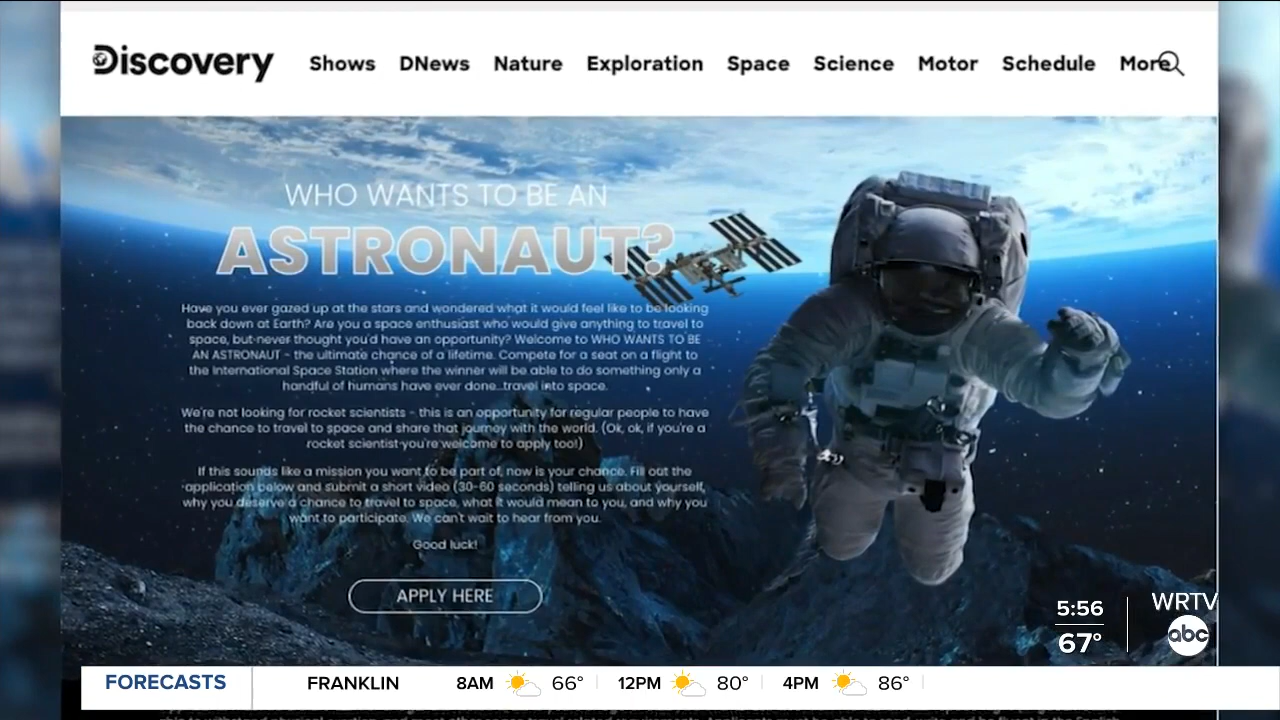 Discovery Shows DNews Nature Exploration Space Science Motor Schedule More
WHO WANTS TO BE AN
ASTRONAUT?
Have you ever gazed up at the stars and wondered what it would feel like to be looking
back down at Earth? Are you a space enthusiast who would give anything to travel to
space, but never thought you'd have an opportunity? Welcome to WHO WANTS TO BE
AN ASTRONAUT - the ultimate chance of a lifetime. Compete for a seat on a flight to
the International Space Station where the winner will be able to do something only a
handful of humans have ever done...travel into space.
We're not looking for rocket scientists - this is an opportunity for regular people to have
the chance to travel to space and share that journey with the world. (Ok, ok, if you're a
rocket scientist you're welcome to apply too!)
If this sounds like a mission you want to be part of, now is your chance. Fill out the
application below and submit a short video (30-60 seconds) telling us about yourself,
why you deserve a chance to travel to space, what it would mean to you, and why you
want to participate. We can't wait to hear from you.
Good luck!
APPLY HERE
5:56
67°
WRTV
abc
FORECASTS FRANKLIN 8AM 66° 12PM 80° 4PM 86°